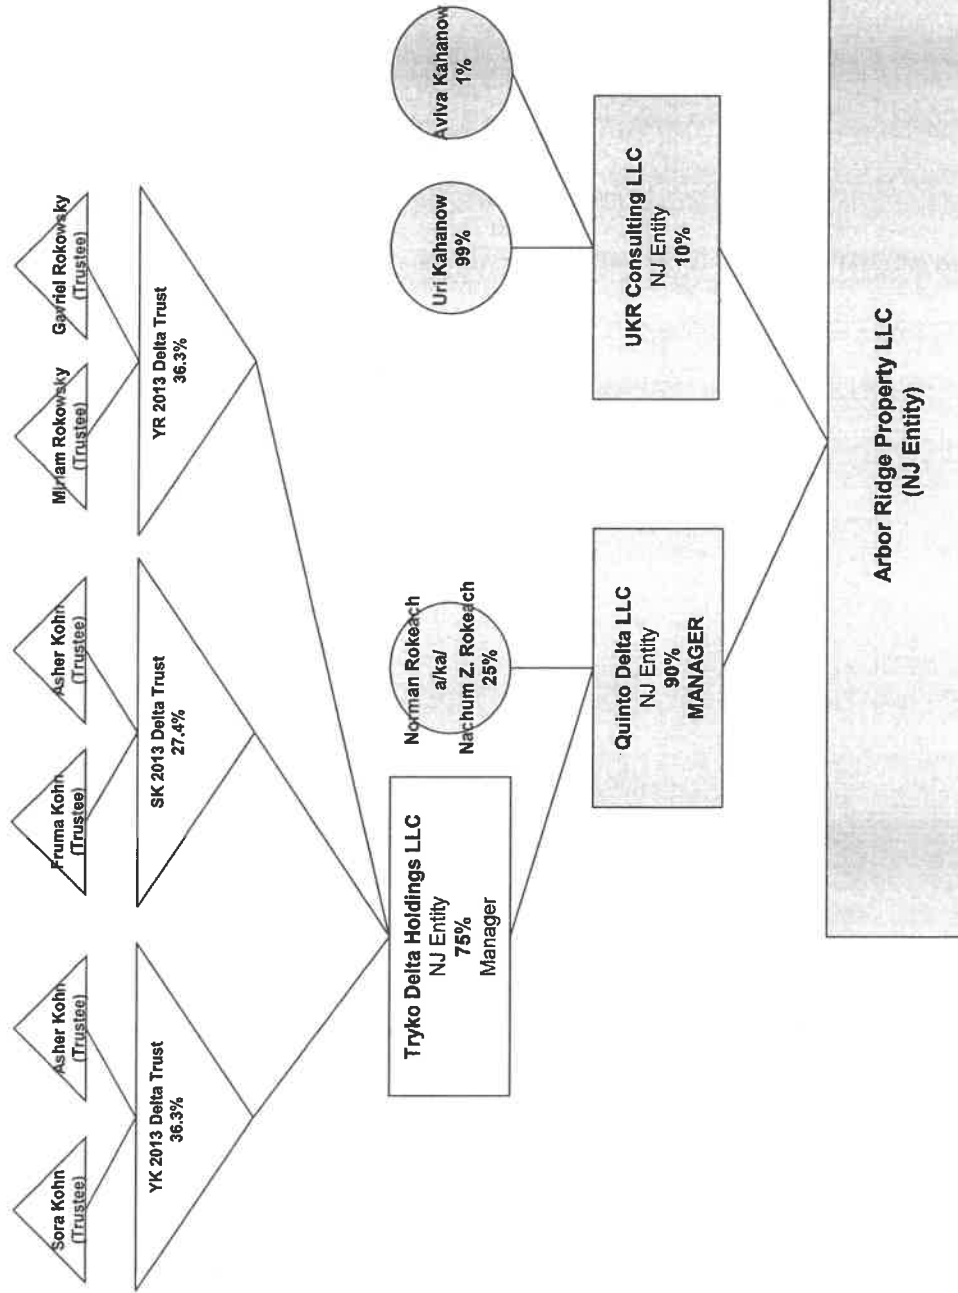 Sora Kohn
(Trustee)
Asher Kohn
(Trustee)
Fruma Kohn
(Trustee)
Asher Kohn
(Trustee)
Miriam Rokowsky
(Trustee)
Gavriel Rokowsky
(Trustee)
YK 2013 Delta Trust
36.3%
SK 2013 Delta Trust
27.4%
YR 2013 Delta Trust
36.3%
Tryko Delta Holdings LLC
NJ Entity
75%
Manager
Norman Rokeach
a/ka/
Nachum Z. Rokeach
25%
Uri Kahanow
99%
Aviva Kahanow
1%
Quinto Delta LLC
NJ Entity
90%
MANAGER
UKR Consulting LLC
NJ Entity
10%
Arbor Ridge Property LLC
(NJ Entity)